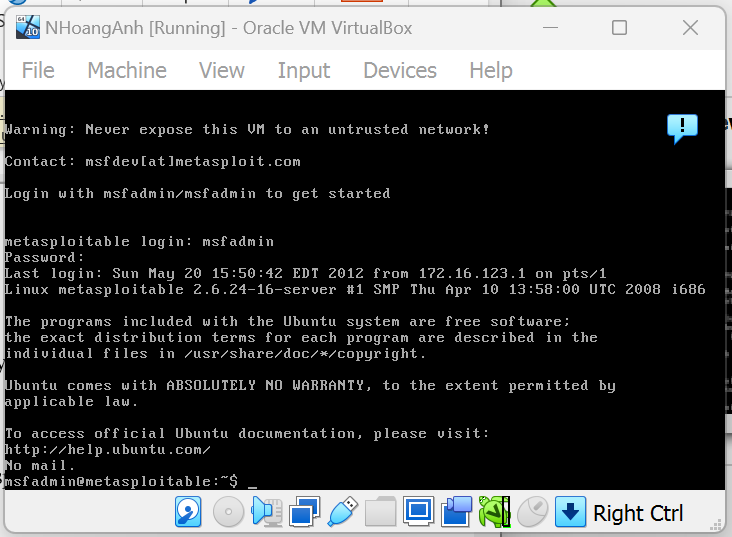 NHoangAnh [Running] - Oracle VM VirtualBox
File Machine View Input Devices Help
Warning: Never expose this VM to an untrusted network!
Contact: msfdev[at]metasploit.com
Login with msfadmin/msfadmin to get started
metasploitable login: msfadmin
Password:
Last login: Sun May 20 15:50:42 EDT 2012 from 172.16.123.1 on pts/1
Linux metasploitable 2.6.24-16-server #1 SMP Thu Apr 10 13:58:00 UTC 2008 i686
The programs included with the Ubuntu system are free software;
the exact distribution terms for each program are described in the
individual files in /usr/share/doc/*/copyright.
Ubuntu comes with ABSOLUTELY NO WARRANTY, to the extent permitted by
applicable law.
To access official Ubuntu documentation, please visit:
http://help.ubuntu.com/
No mail.
msfadmin@metasploitable:~$ _
Right Ctrl